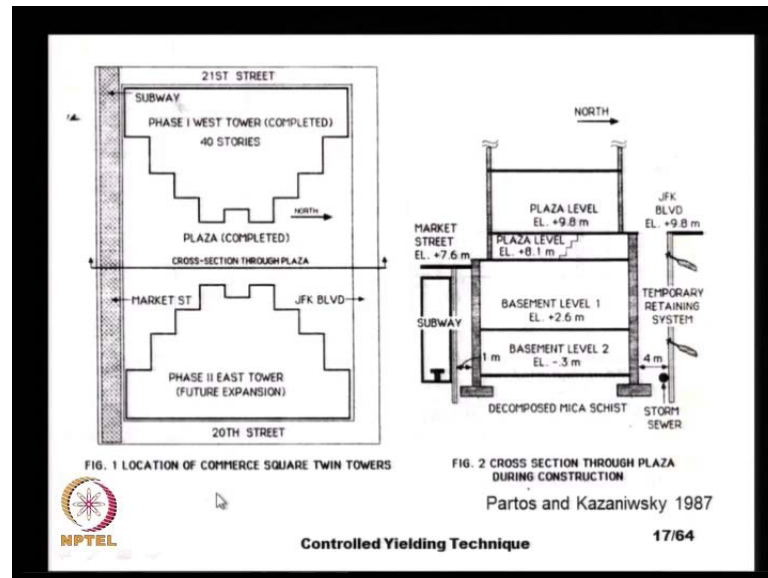 21ST STREET
SUBWAY
PHASE I WEST TOWER (COMPLETED)
40 STORIES
NORTH
PLAZA (COMPLETED)
CROSS-SECTION THROUGH PLAZA
MARKET ST
JFK BLVD
PHASE II EAST TOWER
(FUTURE EXPANSION)
20TH STREET
FIG. 1 LOCATION OF COMMERCE SQUARE TWIN TOWERS
NORTH
PLAZA LEVEL
EL. +9.8 m
JFK
BLVD
EL. +9.8 m
MARKET
STREET
EL. +7.6 m
PLAZA LEVEL
EL. +8.1 m
SUBWAY
BASEMENT LEVEL 1
EL. +2.6 m
TEMPORARY
RETAINING
SYSTEM
1 m
BASEMENT LEVEL 2
EL. -.3 m
4 m
DECOMPOSED MICA SCHIST
STORM
SEWER
FIG. 2 CROSS SECTION THROUGH PLAZA
DURING CONSTRUCTION
Partos and Kazaniwsky 1987
NPTEL
Controlled Yielding Technique
17/64